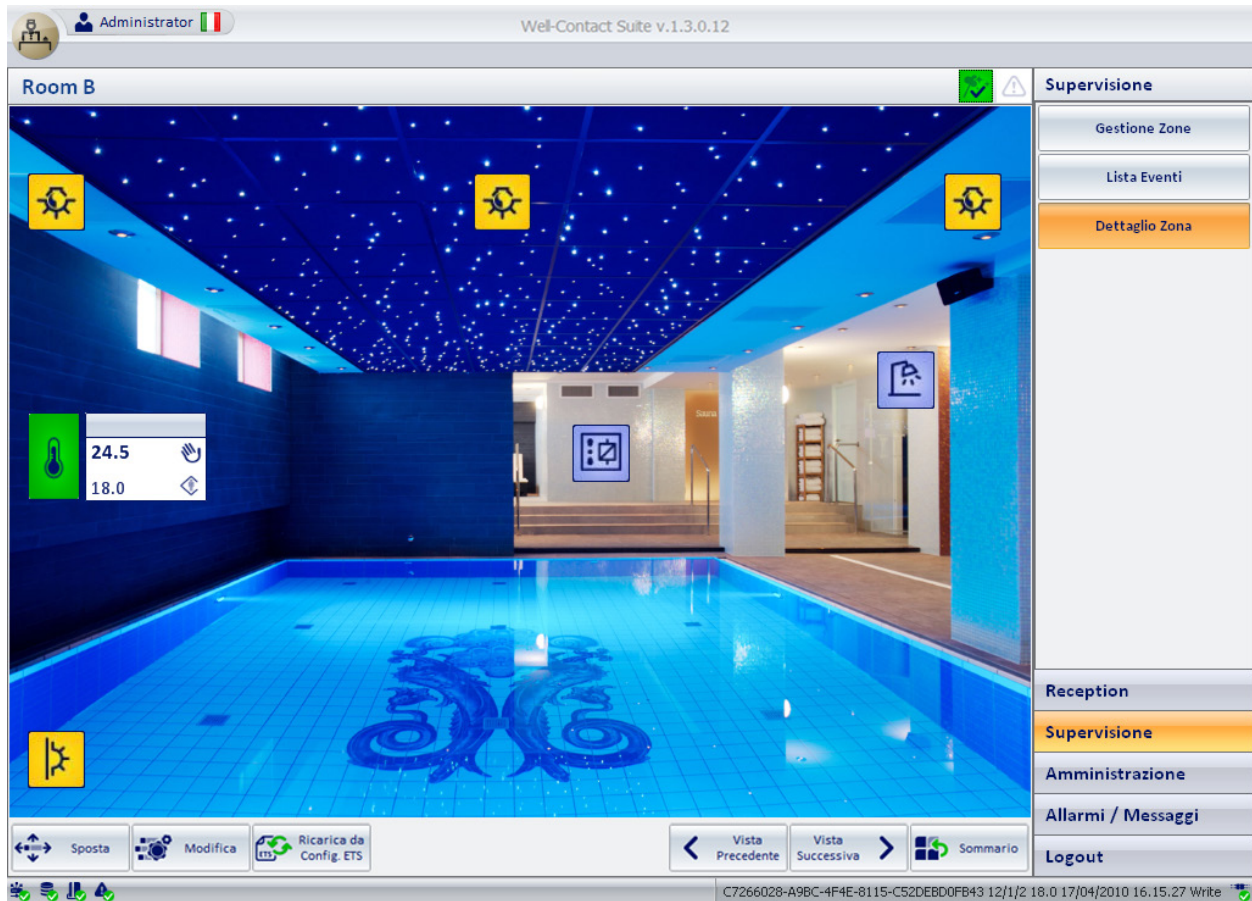 Administrator
Well-Contact Suite v.1.3.0.12
Room B
Supervisione
Gestione Zone
Lista Eventi
Dettaglio Zona
Sauna
24.5
18.0
Reception
Supervisione
Amministrazione
Allarmi / Messaggi
Logout
Sposta
Modifica
ETS
Ricarica da
Config. ETS
Vista
Precedente
Vista
Successiva
Sommario
C7266028-A9BC-4F4E-8115-C52DEBD0FB43 12/1/2 18.0 17/04/2010 16.15.27 Write